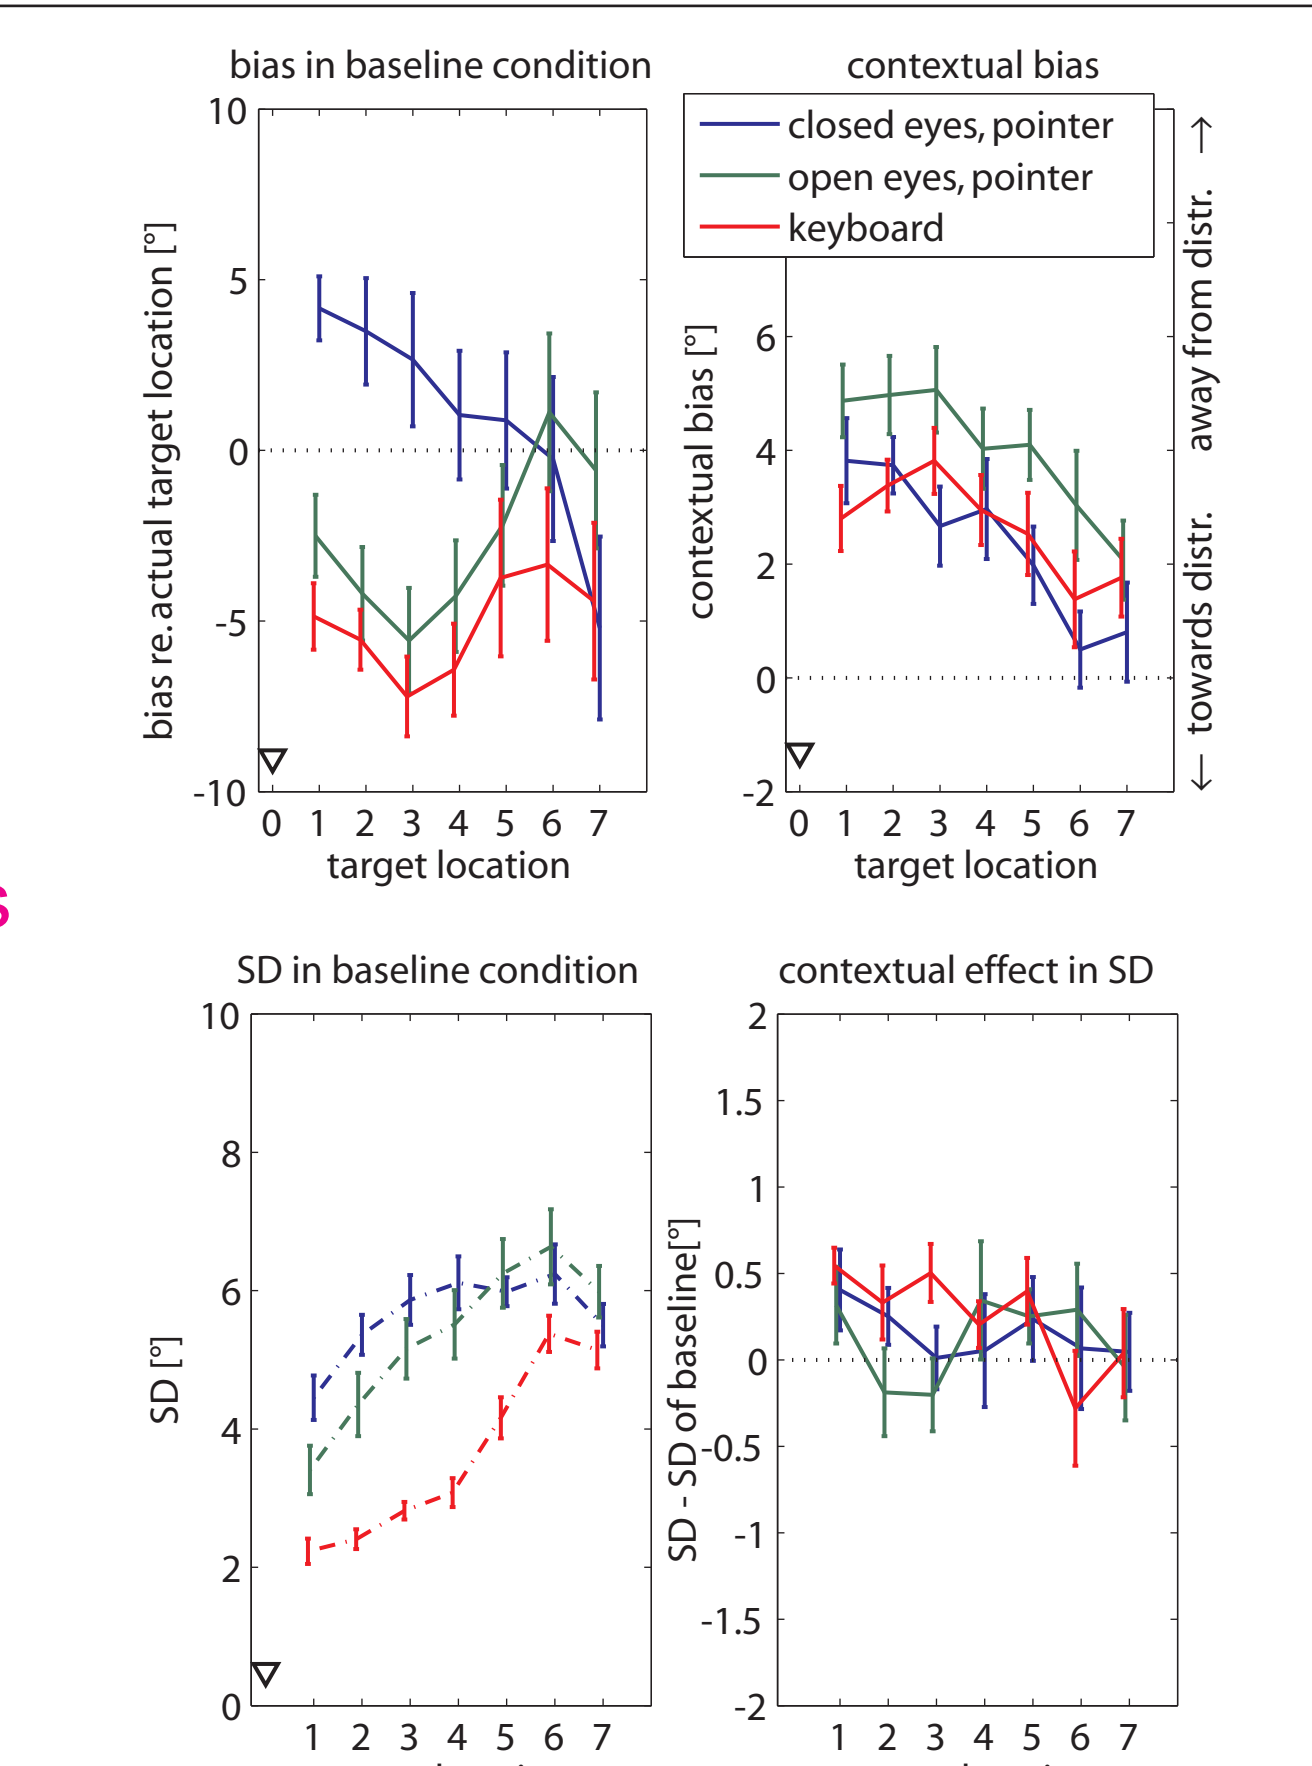 bias in baseline condition
contextual bias
closed eyes, pointer
open eyes, pointer
keyboard
10
5
0
-5
-10
bias re. actual target location [°]
0 1 2 3 4 5 6 7
target location
6
4
2
0
-2
contextual bias [°]
0 1 2 3 4 5 6 7
target location
← towards distr.
away from distr. →
s
SD in baseline condition
contextual effect in SD
10
8
6
4
2
0
SD [°]
1 2 3 4 5 6 7
2
1.5
1
0.5
0
-0.5
-1
-1.5
-2
SD - SD of baseline[°]
1 2 3 4 5 6 7